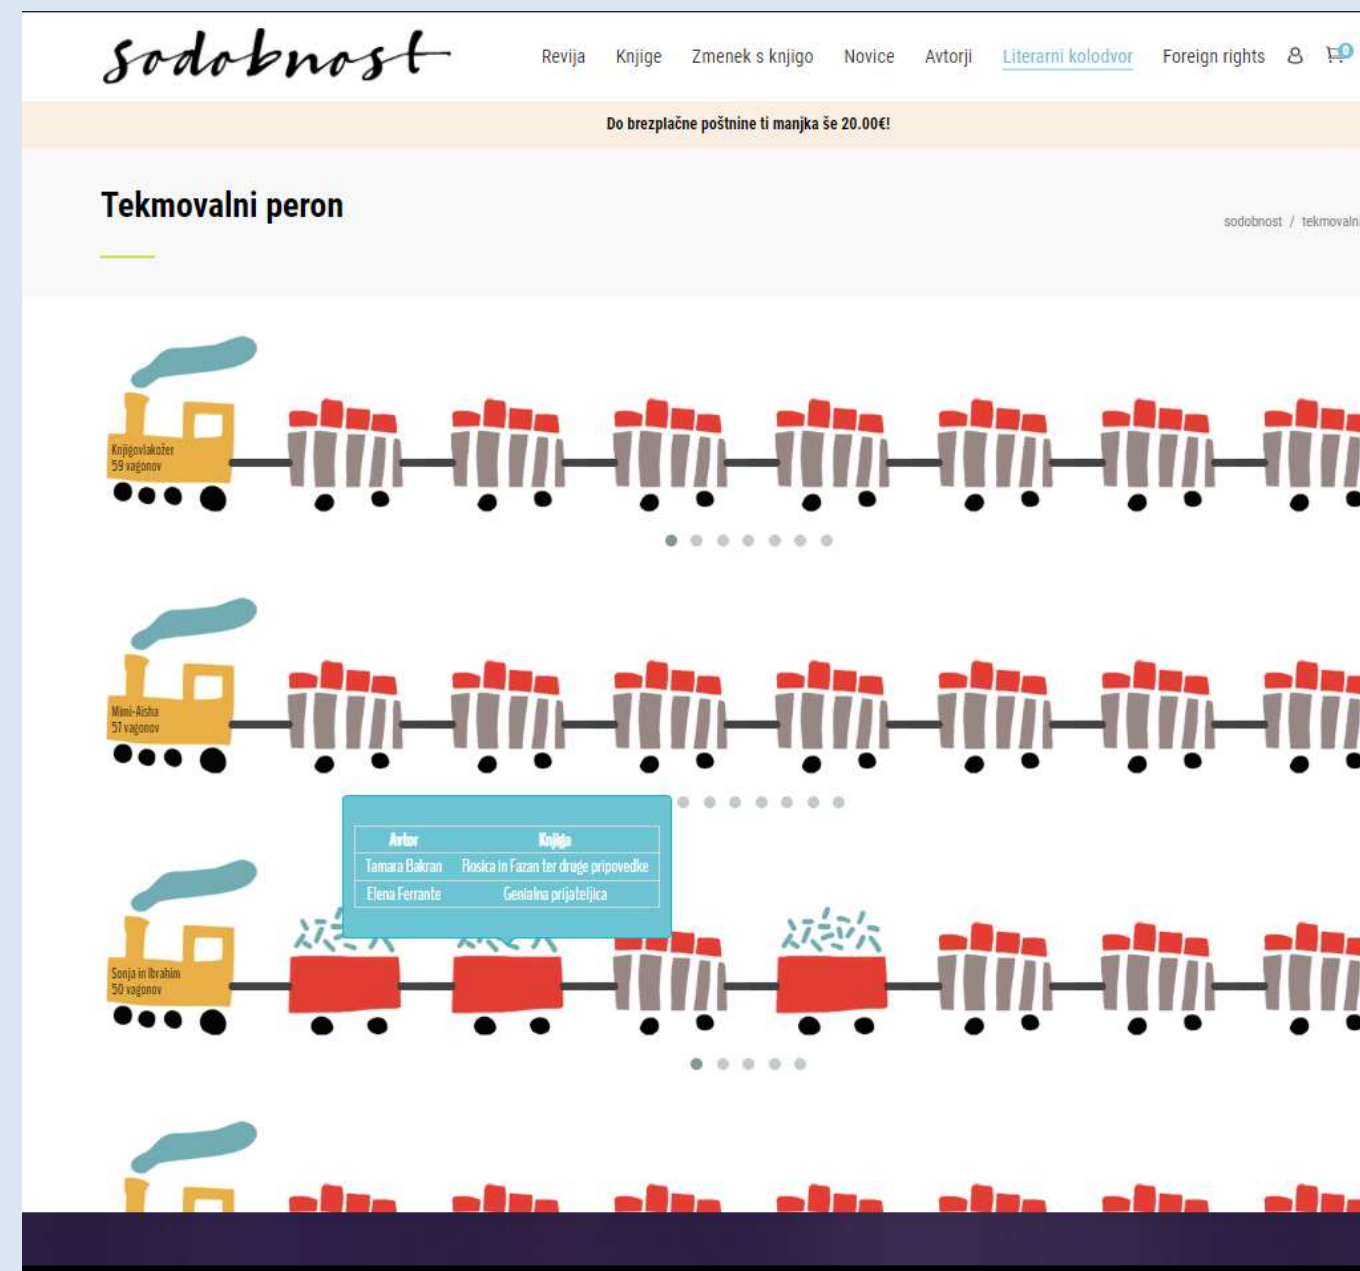 sodobnost
Revija Knjige Zmenek s knjigo Novice Avtorji Literarni kolodvor Foreign rights 0
Do brezplačne poštnine ti manjka še 20.00€!
Tekmovalni peron
sodobnost / tekmovaln
Knjigovlakožer
59 vagonov
Mimi-Aisha
57 vagonov
Avtor Knjiga
Tamara Bakran Rosica in Fazan ter druge pripovedke
Elena Ferrante Genialna prijateljica
Sonja in Ibrahim
50 vagonov